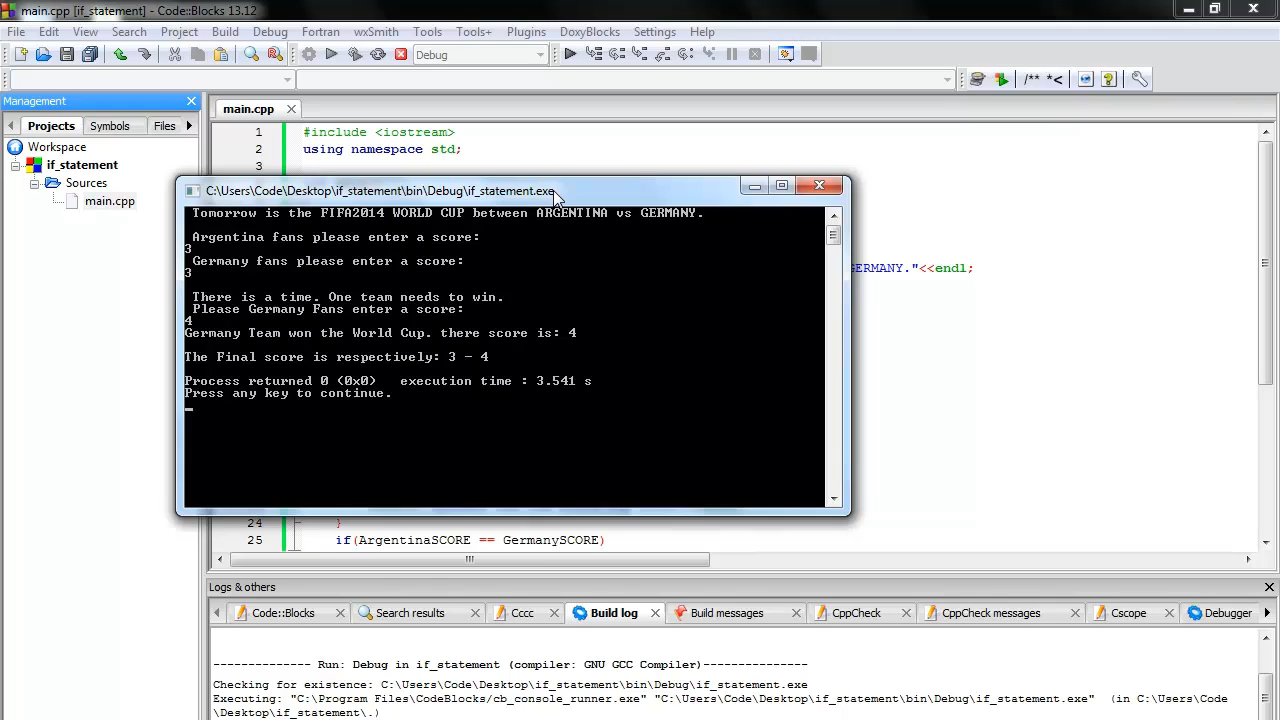 main.cpp [if_statement] - Code::Blocks 13.12
File Edit View Search Project Build Debug Fortran wxSmith Tools Tools+ Plugins DoxyBlocks Settings Help
Debug
/** *<
Management
main.cpp
Projects Symbols Files
Workspace
if_statement
Sources
main.cpp
1 #include <iostream>
2 using namespace std;
3
C:\Users\Code\Desktop\if_statement\bin\Debug\if_statement.exe
Tomorrow is the FIFA2014 WORLD CUP between ARGENTINA vs GERMANY.
Argentina fans please enter a score:
3
Germany fans please enter a score:
3
There is a time. One team needs to win.
Please Germany Fans enter a score:
4
Germany Team won the World Cup. there score is: 4
The Final score is respectively: 3 - 4
Process returned 0 (0x0)   execution time : 3.541 s
Press any key to continue.
GERMANY."<<endl;
24 }
25 if(ArgentinaSCORE == GermanySCORE)
Logs & others
Code::Blocks Search results Cccc Build log Build messages CppCheck CppCheck messages Cscope Debugger
-------------- Run: Debug in if_statement (compiler: GNU GCC Compiler)---------------
Checking for existence: C:\Users\Code\Desktop\if_statement\bin\Debug\if_statement.exe
Executing: "C:\Program Files\CodeBlocks/cb_console_runner.exe" "C:\Users\Code\Desktop\if_statement\bin\Debug\if_statement.exe"  (in C:\Users\Code
\Desktop\if_statement\.)